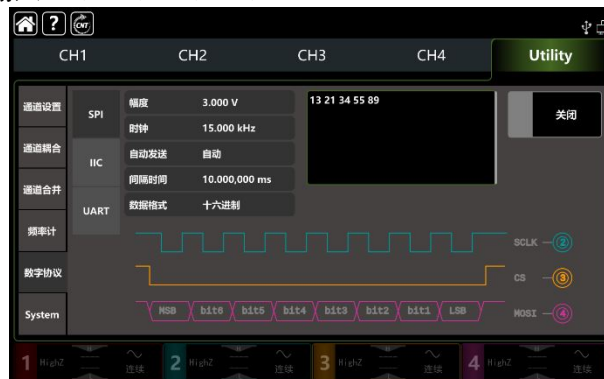 ? CNT
CH1 CH2 CH3 CH4 Utility
通道设置
通道耦合
通道合并
频率计
数字协议
System
SPI
IIC
UART
幅度 3.000 V
时钟 15.000 kHz
自动发送 自动
间隔时间 10.000,000 ms
数据格式 十六进制
13 21 34 55 89
关闭
SCLK ②
CS ③
MSB bit6 bit5 bit4 bit3 bit2 bit1 LSB MOSI ④
1 HighZ 连续 2 HighZ 连续 3 HighZ 连续 4 HighZ 连续